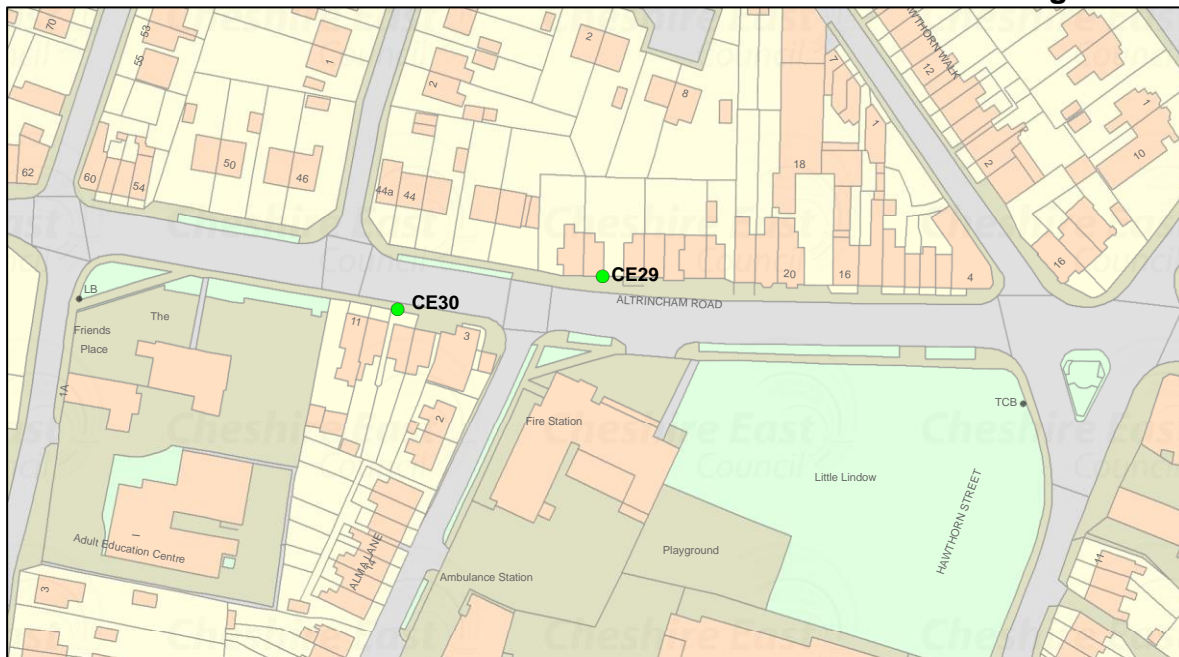 g
70
53
55
1
2
2
8
7
HAWTHORN WALK
12
1
2
1
10
62
60
54
50
46
44a
44
18
16
20
16
4
CE29
CE30
ALTRINCHAM ROAD
LB
The
Friends
Place
1A
11
3
2
Fire Station
TCB
Little Lindow
HAWTHORN STREET
Playground
Adult Education Centre
ALMA LANE
14
Ambulance Station
3
11
Cheshire East
Council